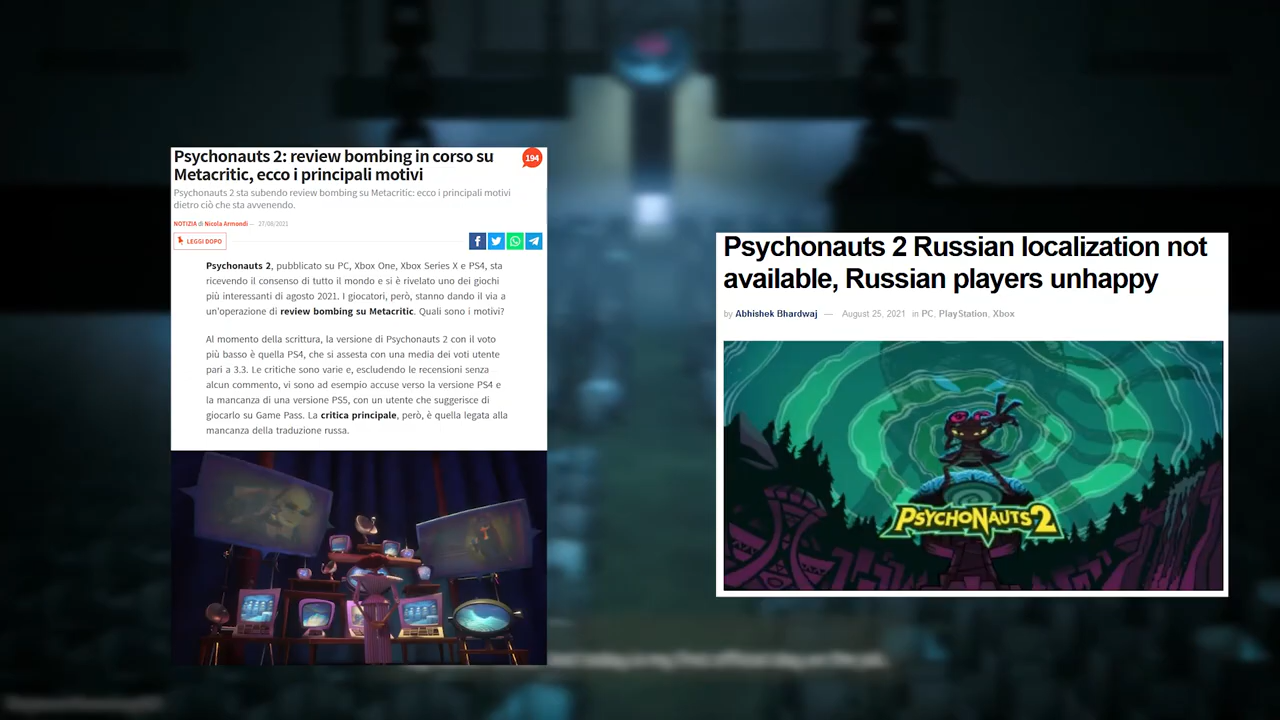 Psychonauts 2: review bombing in corso su
Metacritic, ecco i principali motivi
194
Psychonauts 2 sta subendo review bombing su Metacritic: ecco i principali motivi
dietro ciò che sta avvenendo.
NOTIZIA di Nicola Armondi — 27/08/2021
LEGGI DOPO
Psychonauts 2, pubblicato su PC, Xbox One, Xbox Series X e PS4, sta
ricevendo il consenso di tutto il mondo e si è rivelato uno dei giochi
più interessanti di agosto 2021. I giocatori, però, stanno dando il via a
un'operazione di review bombing su Metacritic. Quali sono i motivi?
Al momento della scrittura, la versione di Psychonauts 2 con il voto
più basso è quella PS4, che si assesta con una media dei voti utente
pari a 3.3. Le critiche sono varie e, escludendo le recensioni senza
alcun commento, vi sono ad esempio accuse verso la versione PS4 e
la mancanza di una versione PS5, con un utente che suggerisce di
giocarlo su Game Pass. La critica principale, però, è quella legata alla
mancanza della traduzione russa.
Psychonauts 2 Russian localization not
available, Russian players unhappy
by Abhishek Bhardwaj — August 25, 2021 in PC, PlayStation, Xbox
PSYCHONAUTS 2